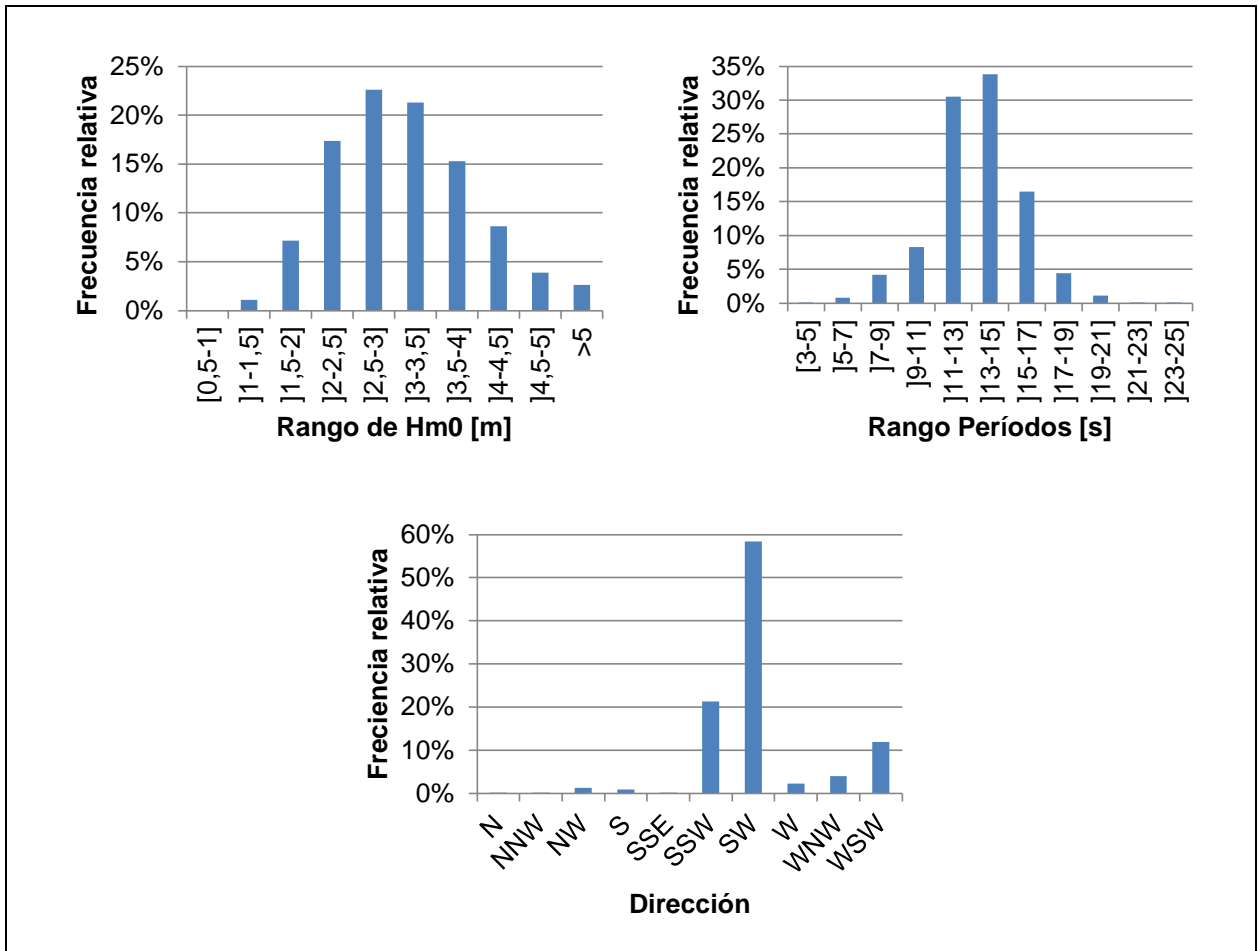 25%
20%
15%
10%
5%
0%
Frecuencia relativa
[0,5-1]
]1-1,5]
]1,5-2]
]2-2,5]
]2,5-3]
]3-3,5]
]3,5-4]
]4-4,5]
]4,5-5]
>5
Rango de Hm0 [m]
35%
30%
25%
20%
15%
10%
5%
0%
Frecuencia relativa
[3-5]
]5-7]
]7-9]
]9-11]
]11-13]
]13-15]
]15-17]
]17-19]
]19-21]
]21-23]
]23-25]
Rango Períodos [s]
60%
50%
40%
30%
20%
10%
0%
Freciencia relativa
N
NNW
NW
S
SSE
SSW
SW
W
WNW
WSW
Dirección